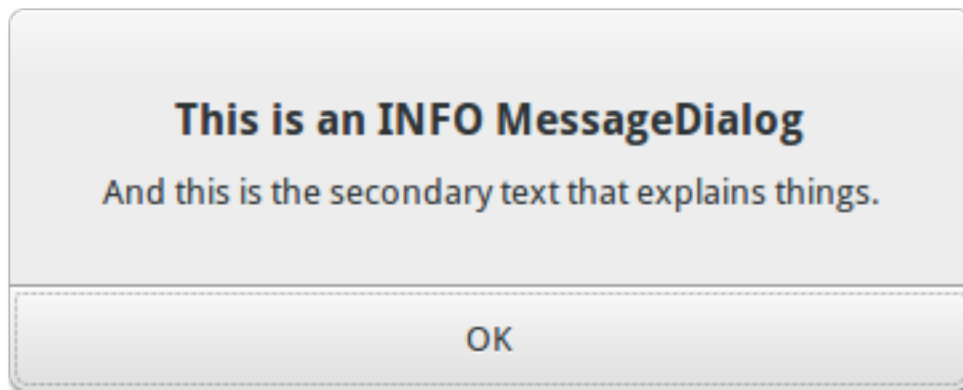 This is an INFO MessageDialog
And this is the secondary text that explains things.
OK